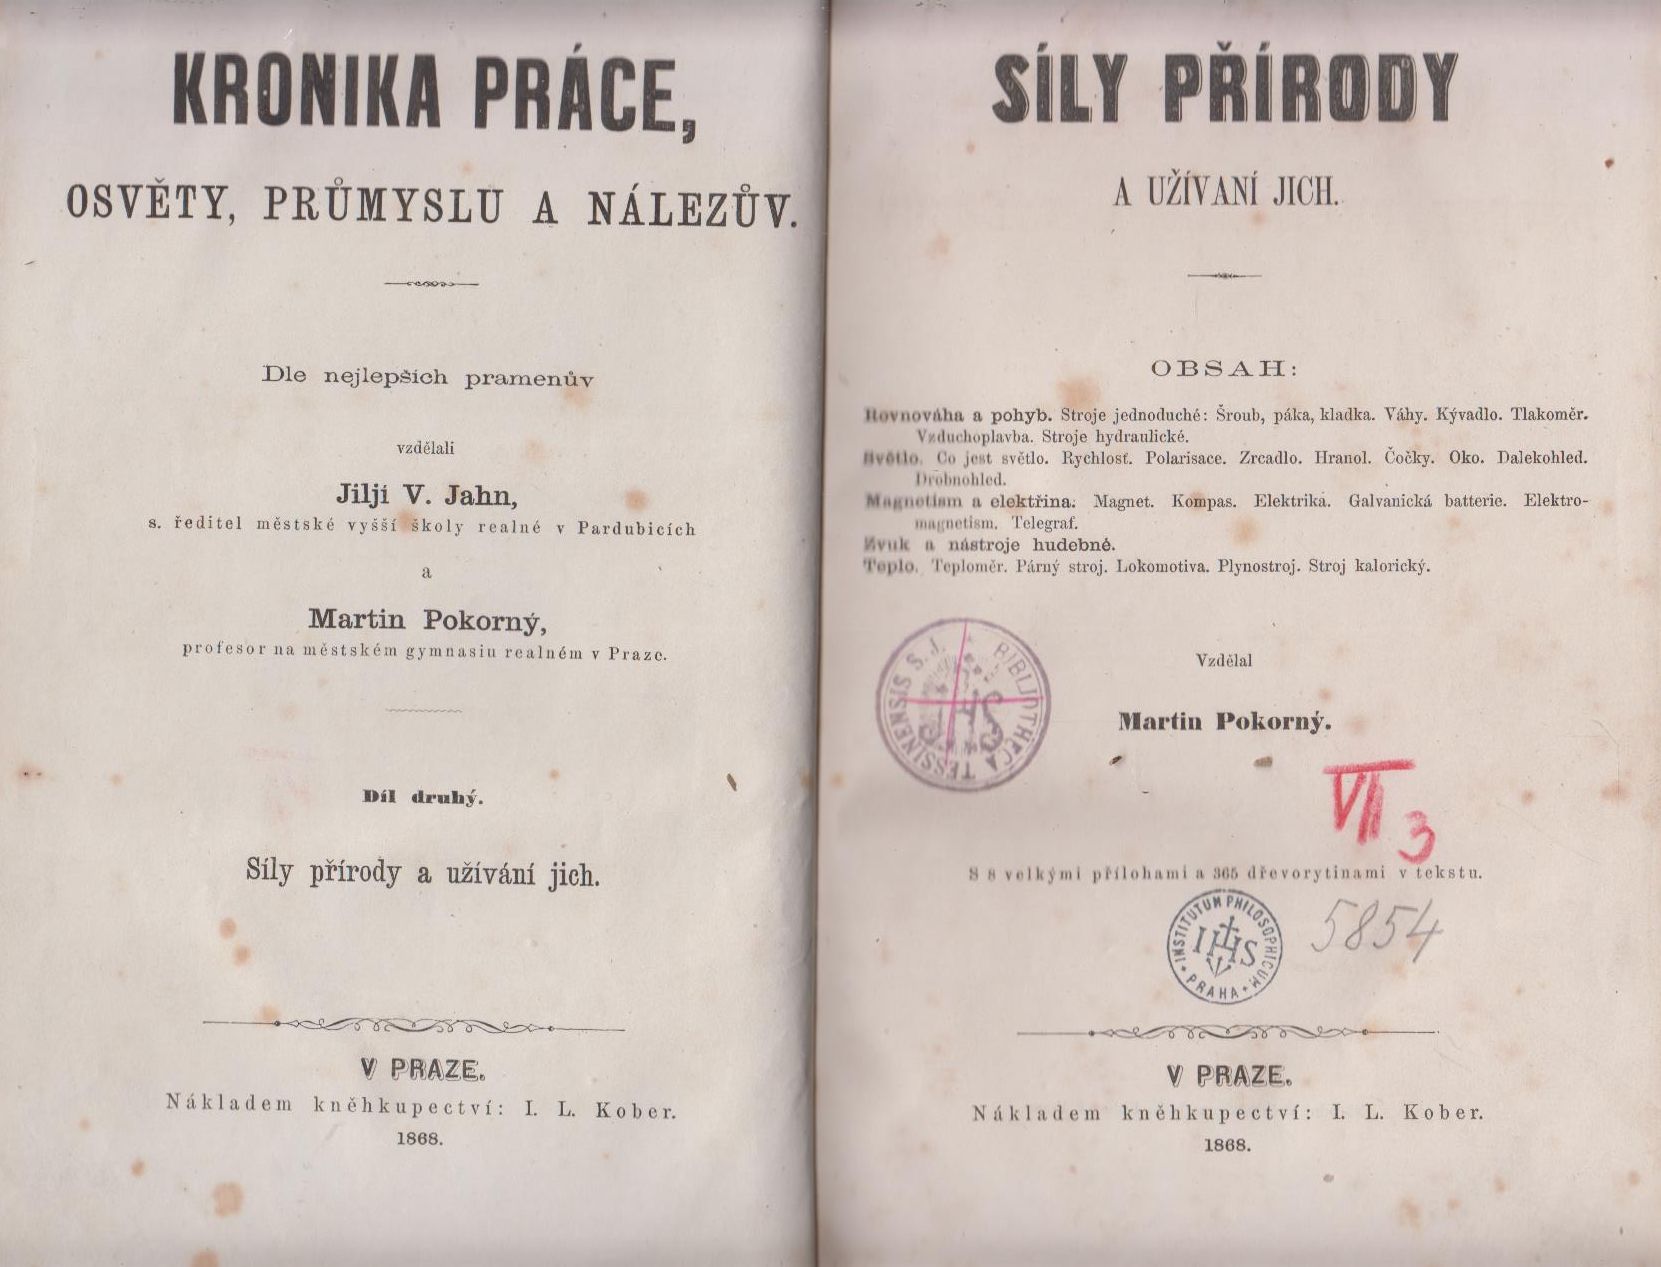 KRONIKA PRÁCE,
OSVĚTY, PRŮMYSLU A NÁLEZŮV.
Dle nejlepších pramenův
vzdělali
Jiljí V. Jahn,
s. ředitel městské vyšší školy realné v Pardubicích
a
Martin Pokorný,
profesor na městském gymnasiu realném v Praze.
Díl druhý.
Síly přírody a užívání jich.
V PRAZE.
Nákladem kněhkupectví: I. L. Kober.
1868.
SÍLY PŘÍRODY
A UŽÍVANÍ JICH.
OBSAH:
Rovnováha a pohyb. Stroje jednoduché: Šroub, páka, kladka. Váhy. Kývadlo. Tlakoměr.
Vzduchoplavba. Stroje hydraulické.
Světlo. Co jest světlo. Rychlosť. Polarisace. Zrcadlo. Hranol. Čočky. Oko. Dalekohled.
Drobnohled.
Magnetism a elektřina. Magnet. Kompas. Elektrika. Galvanická batterie. Elektro-
magnetism. Telegraf.
Zvuk a nástroje hudebné.
Teplo. Teploměr. Párný stroj. Lokomotiva. Plynostroj. Stroj kalorický.
BIBLIOTHECA TESSINENSIS S. J.
Vzdělal
Martin Pokorný.
VII 3
S 8 velkými přílohami a 365 dřevorytinami v tekstu.
INSTITUTUM PHILOSOPHICUM
IHS
PRAHA
5854
V PRAZE.
Nákladem kněhkupectví: I. L. Kober.
1868.